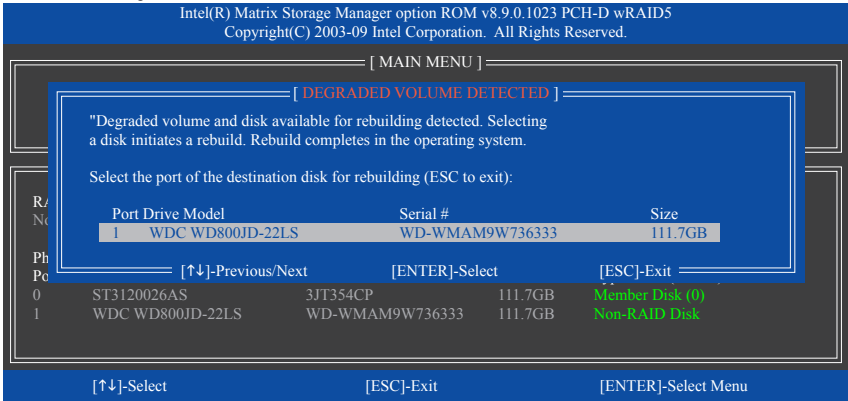 Intel(R) Matrix Storage Manager option ROM v8.9.0.1023 PCH-D wRAID5
Copyright(C) 2003-09 Intel Corporation. All Rights Reserved.
[ MAIN MENU ]
[ DEGRADED VOLUME DETECTED ]
"Degraded volume and disk available for rebuilding detected. Selecting
a disk initiates a rebuild. Rebuild completes in the operating system.
Select the port of the destination disk for rebuilding (ESC to exit):
Port Drive Model Serial # Size
1 WDC WD800JD-22LS WD-WMAM9W736333 111.7GB
[↑↓]-Previous/Next [ENTER]-Select [ESC]-Exit
0 ST3120026AS 3JT354CP 111.7GB Member Disk (0)
1 WDC WD800JD-22LS WD-WMAM9W736333 111.7GB Non-RAID Disk
[↑↓]-Select [ESC]-Exit [ENTER]-Select Menu